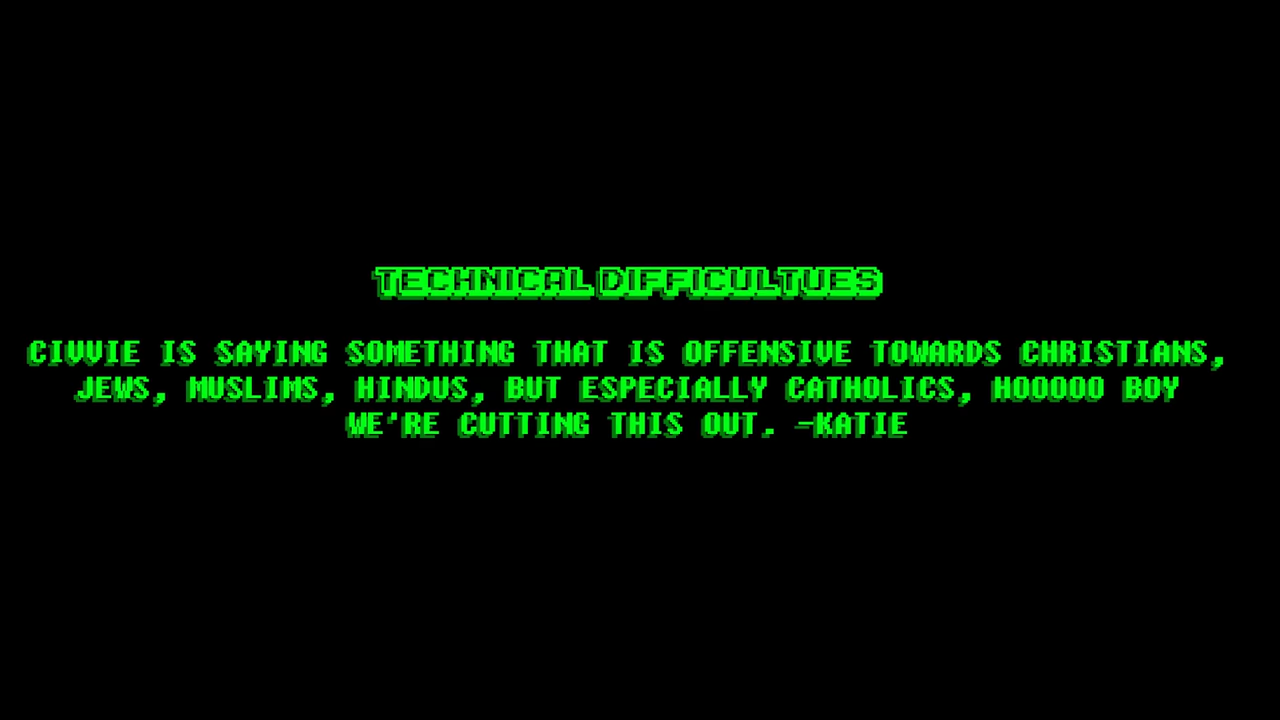 TECHNICAL DIFFICULTUES
CIVVIE IS SAYING SOMETHING THAT IS OFFENSIVE TOWARDS CHRISTIANS,
JEWS, MUSLIMS, HINDUS, BUT ESPECIALLY CATHOLICS, HOOOOO BOY
WE'RE CUTTING THIS OUT. -KATIE